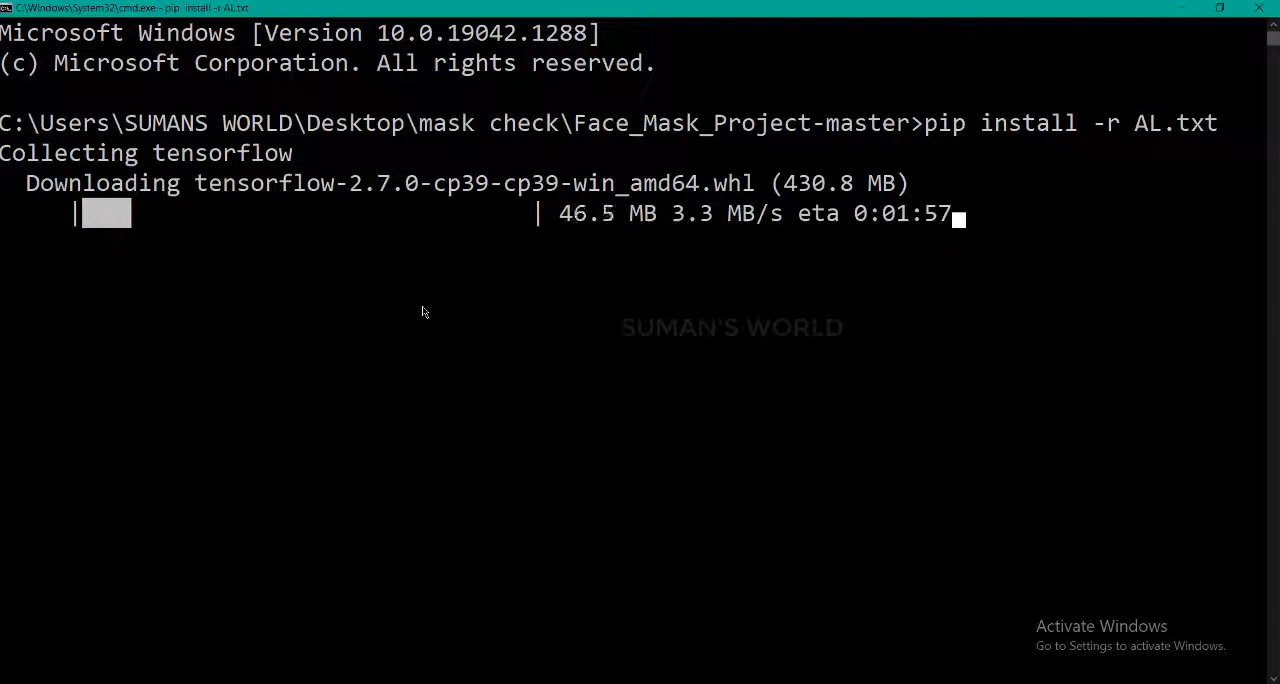 C:\Windows\System32\cmd.exe - pip install -r AL.txt
Microsoft Windows [Version 10.0.19042.1288]
(c) Microsoft Corporation. All rights reserved.
C:\Users\SUMANS WORLD\Desktop\mask check\Face_Mask_Project-master>pip install -r AL.txt
Collecting tensorflow
Downloading tensorflow-2.7.0-cp39-cp39-win_amd64.whl (430.8 MB)
| | 46.5 MB 3.3 MB/s eta 0:01:57
SUMAN'S WORLD
Activate Windows
Go to Settings to activate Windows.